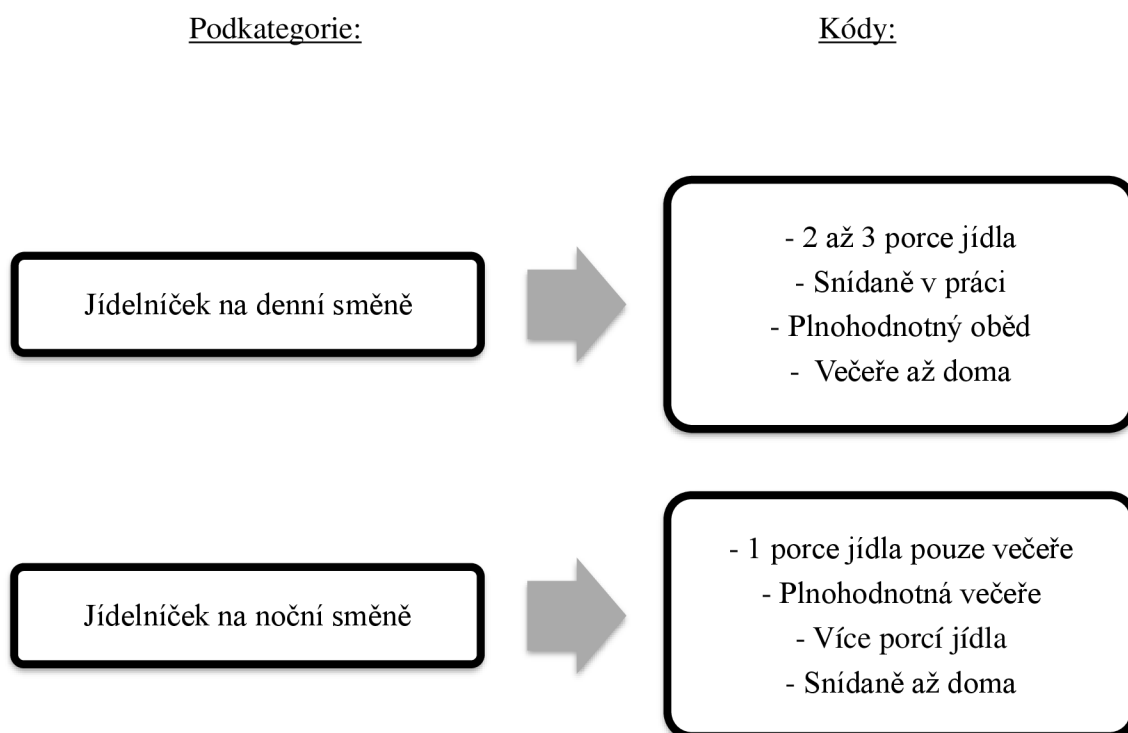 Podkategorie:
Kódy:
Jídelníček na denní směně
- 2 až 3 porce jídla
- Snídaně v práci
- Plnohodnotný oběd
- Večeře až doma
Jídelníček na noční směně
- 1 porce jídla pouze večeře
- Plnohodnotná večeře
- Více porcí jídla
- Snídaně až doma